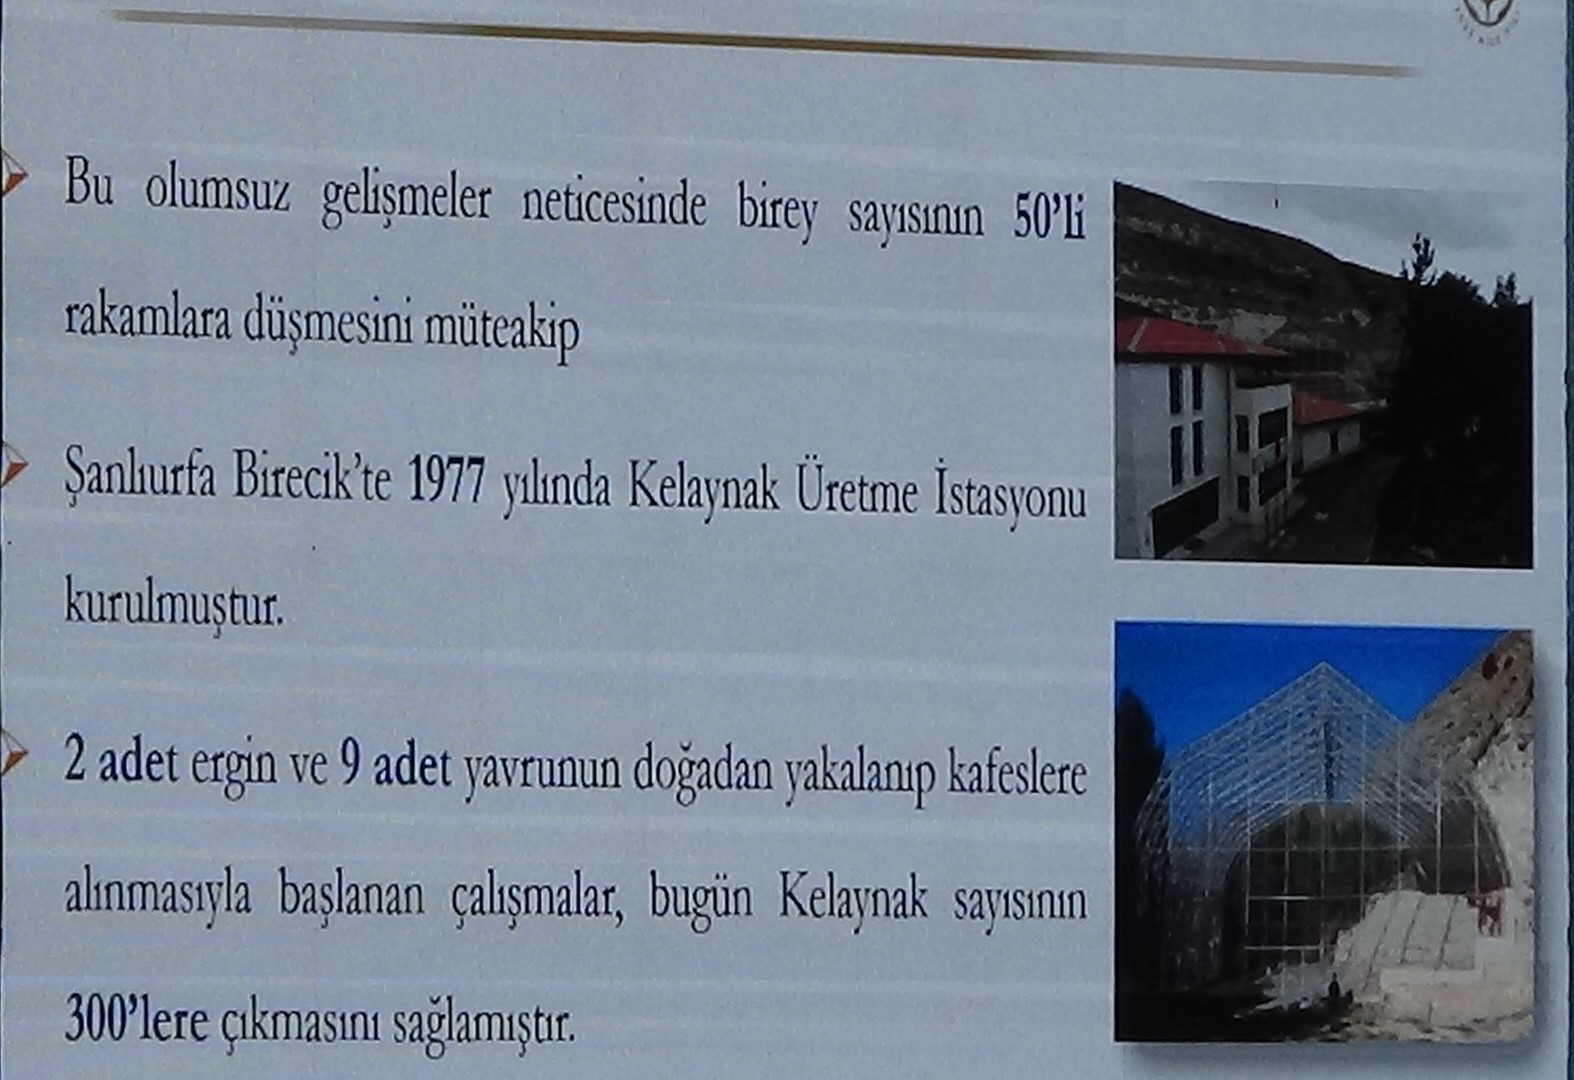 Bu olumsuz gelişmeler neticesinde birey sayısının 50'li
rakamlara düşmesini müteakip
Şanlıurfa Birecik'te 1977 yılında Kelaynak Üretme İstasyonu
kurulmuştur.
2 adet ergin ve 9 adet yavrunun doğadan yakalanıp kafeslere
alınmasıyla başlanan çalışmalar, bugün Kelaynak sayısının
300'lere çıkmasını sağlamıştır.